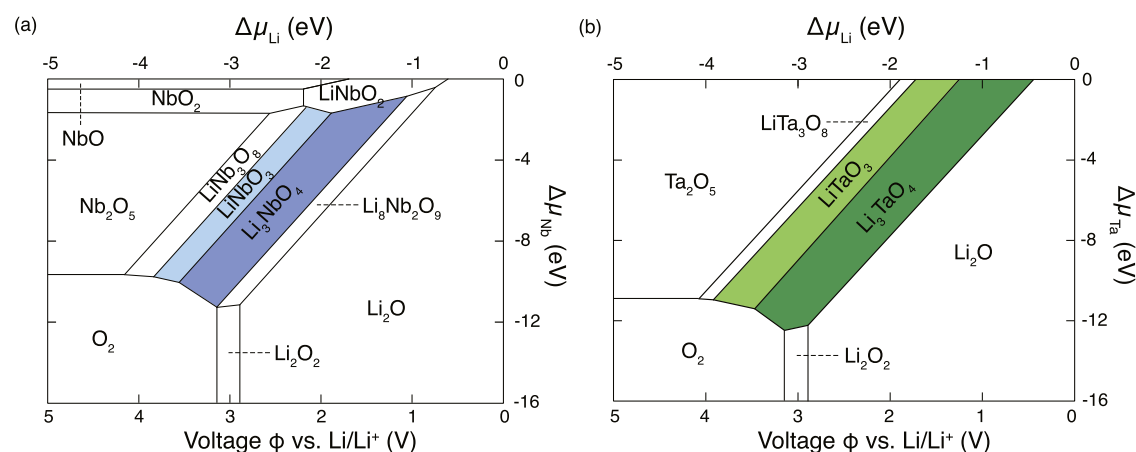 (a)
Δμ_Li (eV)
-5 -4 -3 -2 -1 0
NbO₂
LiNbO₂
NbO
LiNb₃O₈
LiNbO₃
Li₃NbO₄
Nb₂O₅
Li₈Nb₂O₉
Li₂O
O₂
Li₂O₂
0
-4
-8
-12
-16
Δμ_Nb (eV)
5 4 3 2 1 0
Voltage ϕ vs. Li/Li⁺ (V)
(b)
Δμ_Li (eV)
-5 -4 -3 -2 -1 0
LiTa₃O₈
Ta₂O₅
LiTaO₃
Li₃TaO₄
Li₂O
O₂
Li₂O₂
0
-4
-8
-12
-16
Δμ_Ta (eV)
5 4 3 2 1 0
Voltage ϕ vs. Li/Li⁺ (V)